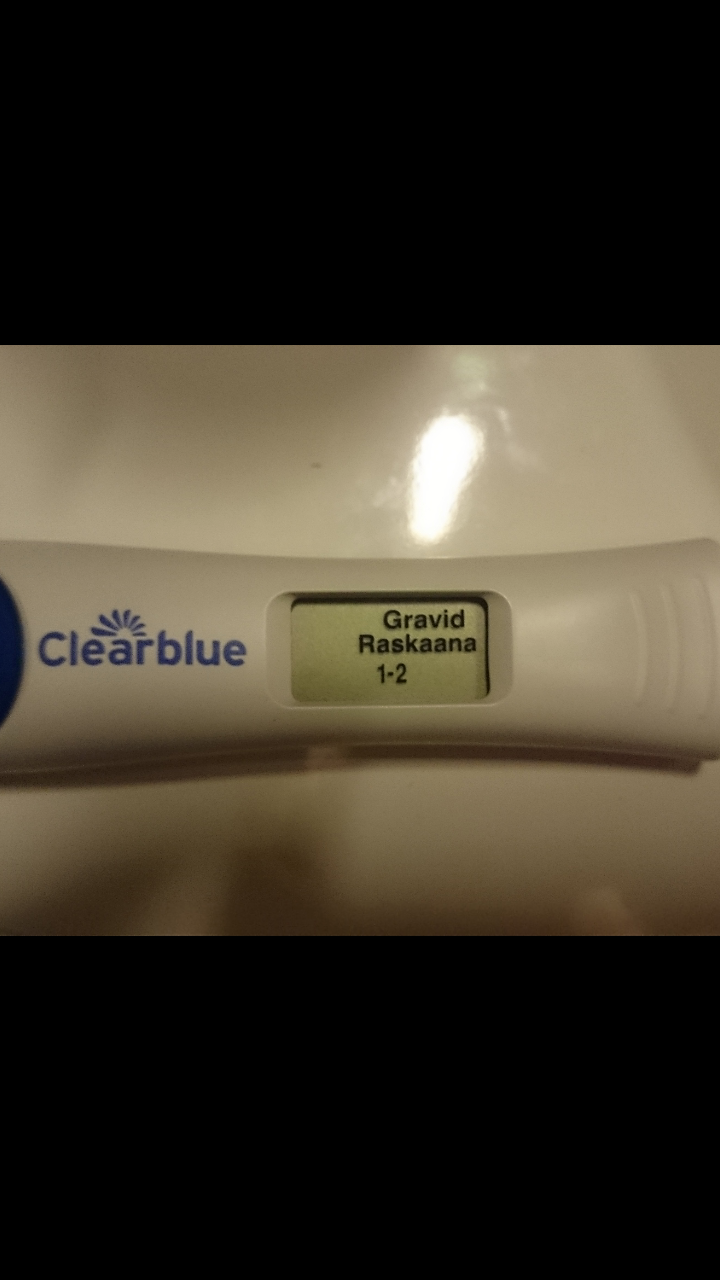 Clearblue
Gravid
Raskaana
1-2